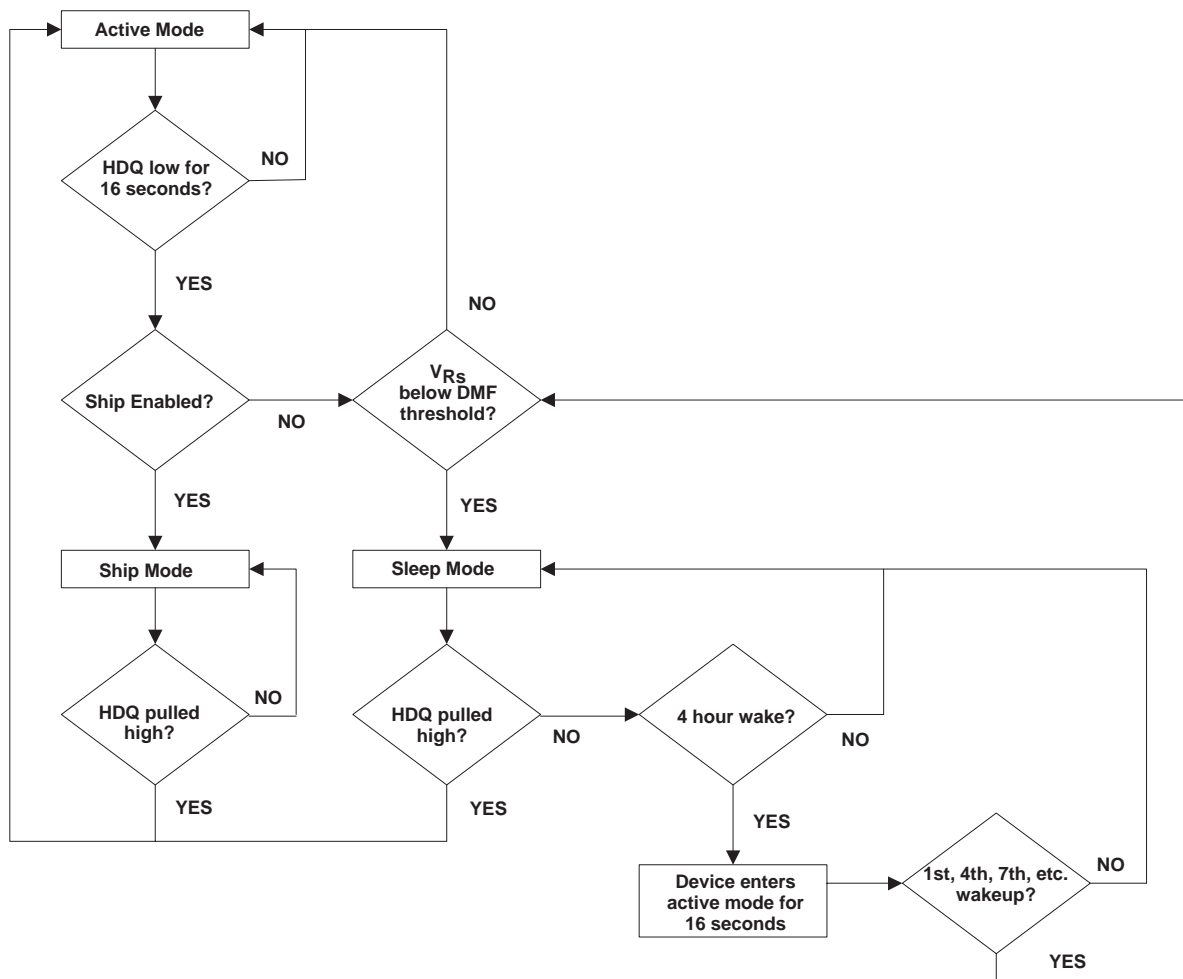 Active Mode
HDQ low for
16 seconds?
NO
YES
NO
Ship Enabled?
NO
VRs
below DMF
threshold?
YES
YES
Ship Mode
Sleep Mode
HDQ pulled
high?
NO
HDQ pulled
high?
NO
4 hour wake?
NO
YES
YES
YES
Device enters
active mode for
16 seconds
1st, 4th, 7th, etc.
wakeup?
NO
YES